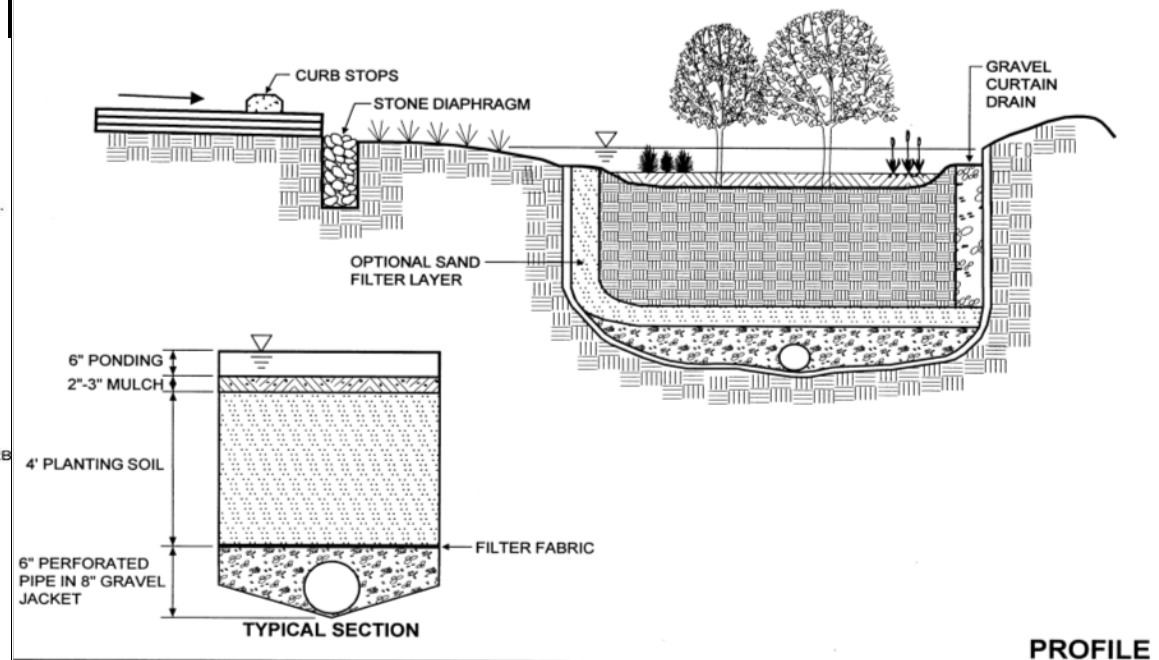 CURB STOPS
STONE DIAPHRAGM
GRAVEL
CURTAIN
DRAIN
OPTIONAL SAND
FILTER LAYER
6" PONDING
2"-3" MULCH
B
4' PLANTING SOIL
FILTER FABRIC
6" PERFORATED
PIPE IN 8" GRAVEL
JACKET
TYPICAL SECTION
PROFILE